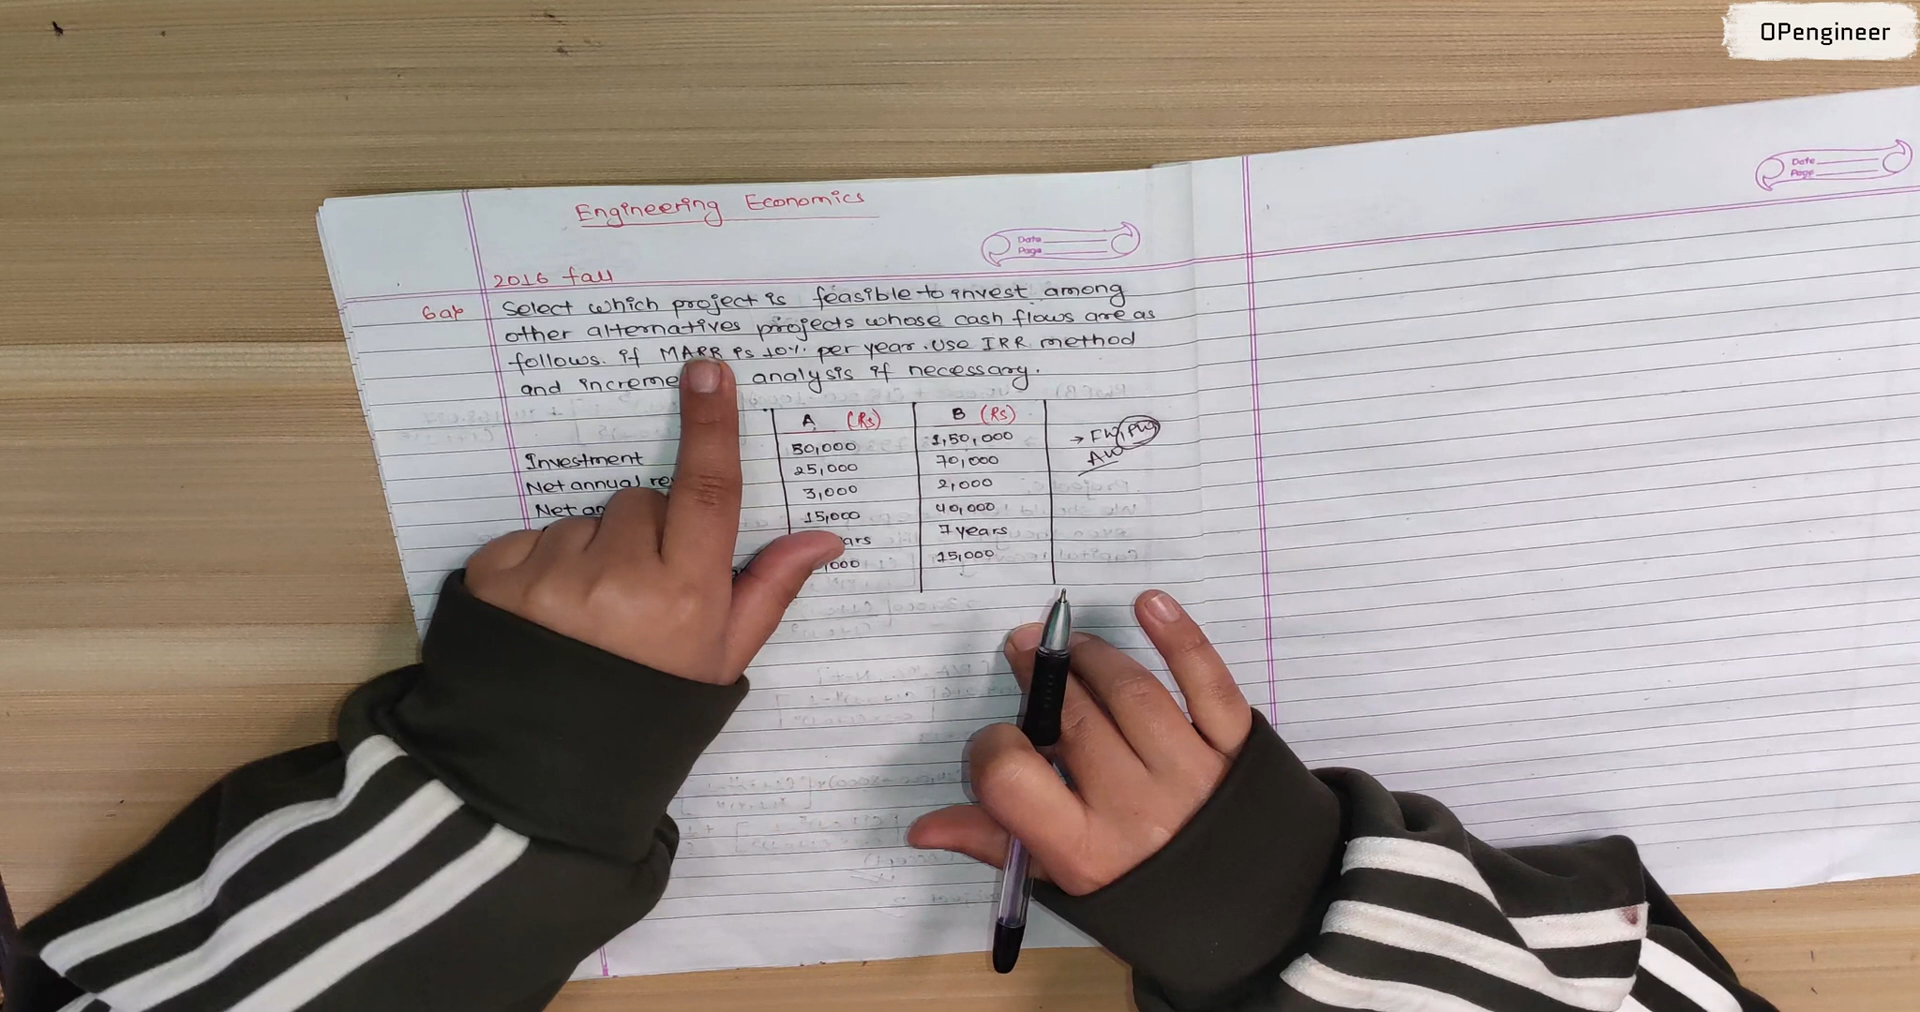 OPengineer
Engineering Economics
Date
Page
Date
Page
2016 fall
6 a>
Select which project is feasible to invest among
other alternatives projects whose cash flows are as
follows. if MARR is 10% per year. Use IRR method
and increme analysis if necessary.
A (Rs) B (Rs)
Investment 50,000 1,50,000 → FW PW
Net annual re 25,000 70,000 AW
Net an 3,000 2,000
15,000 40,000
ars 7 years
,000 15,000